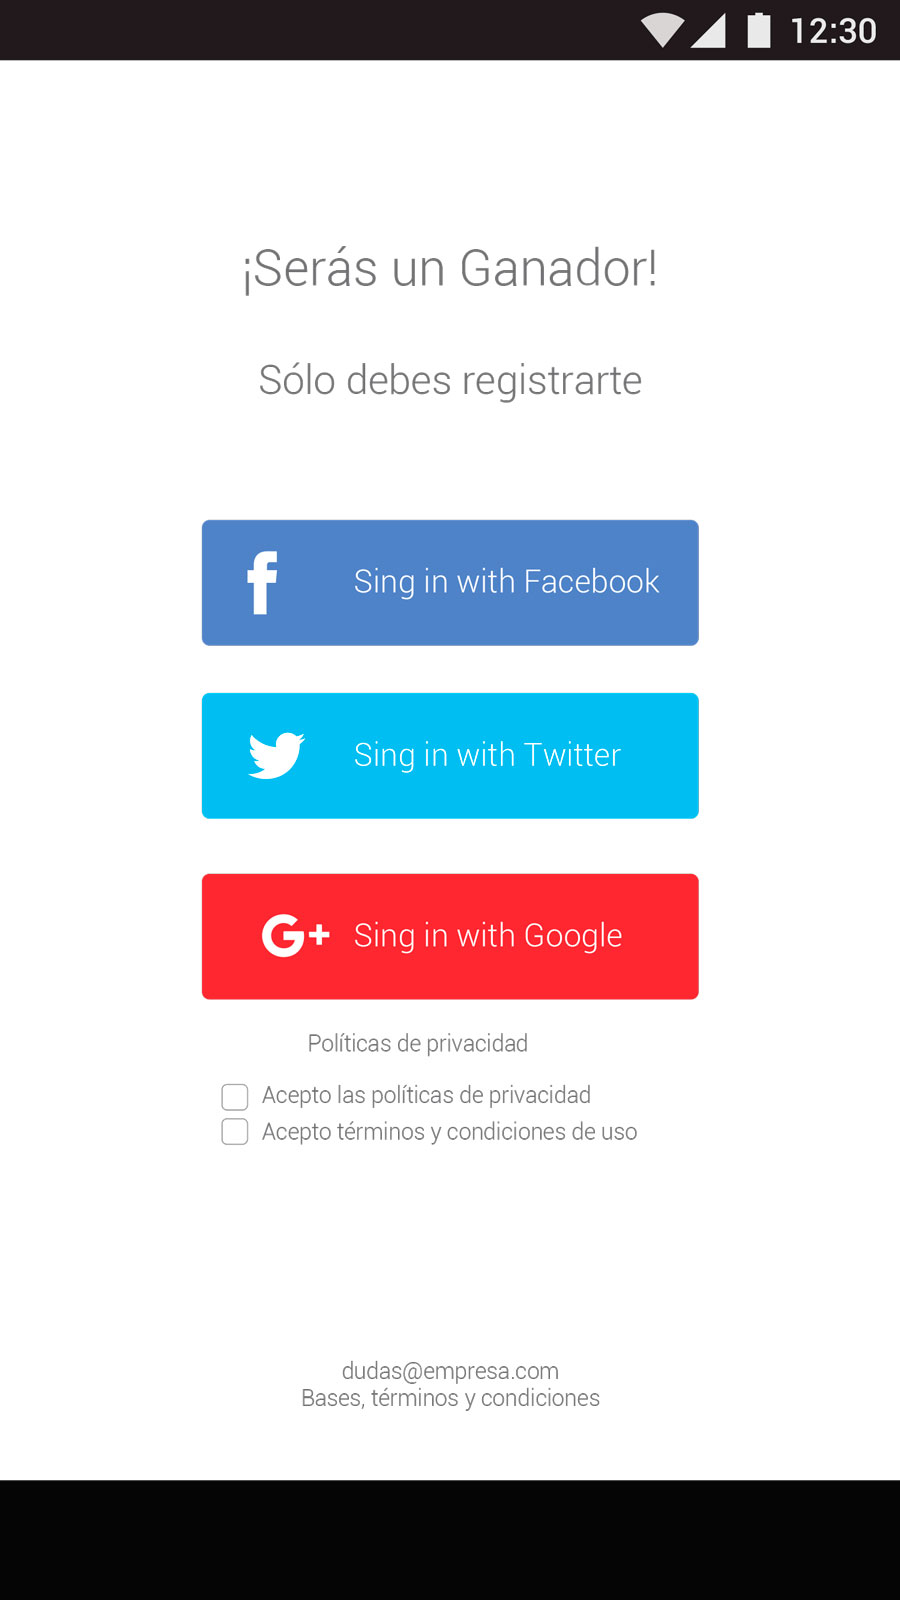 12:30
¡Serás un Ganador!
Sólo debes registrarte
f Sing in with Facebook
Sing in with Twitter
G+ Sing in with Google
Políticas de privacidad
Acepto las políticas de privacidad
Acepto términos y condiciones de uso
dudas@empresa.com
Bases, términos y condiciones